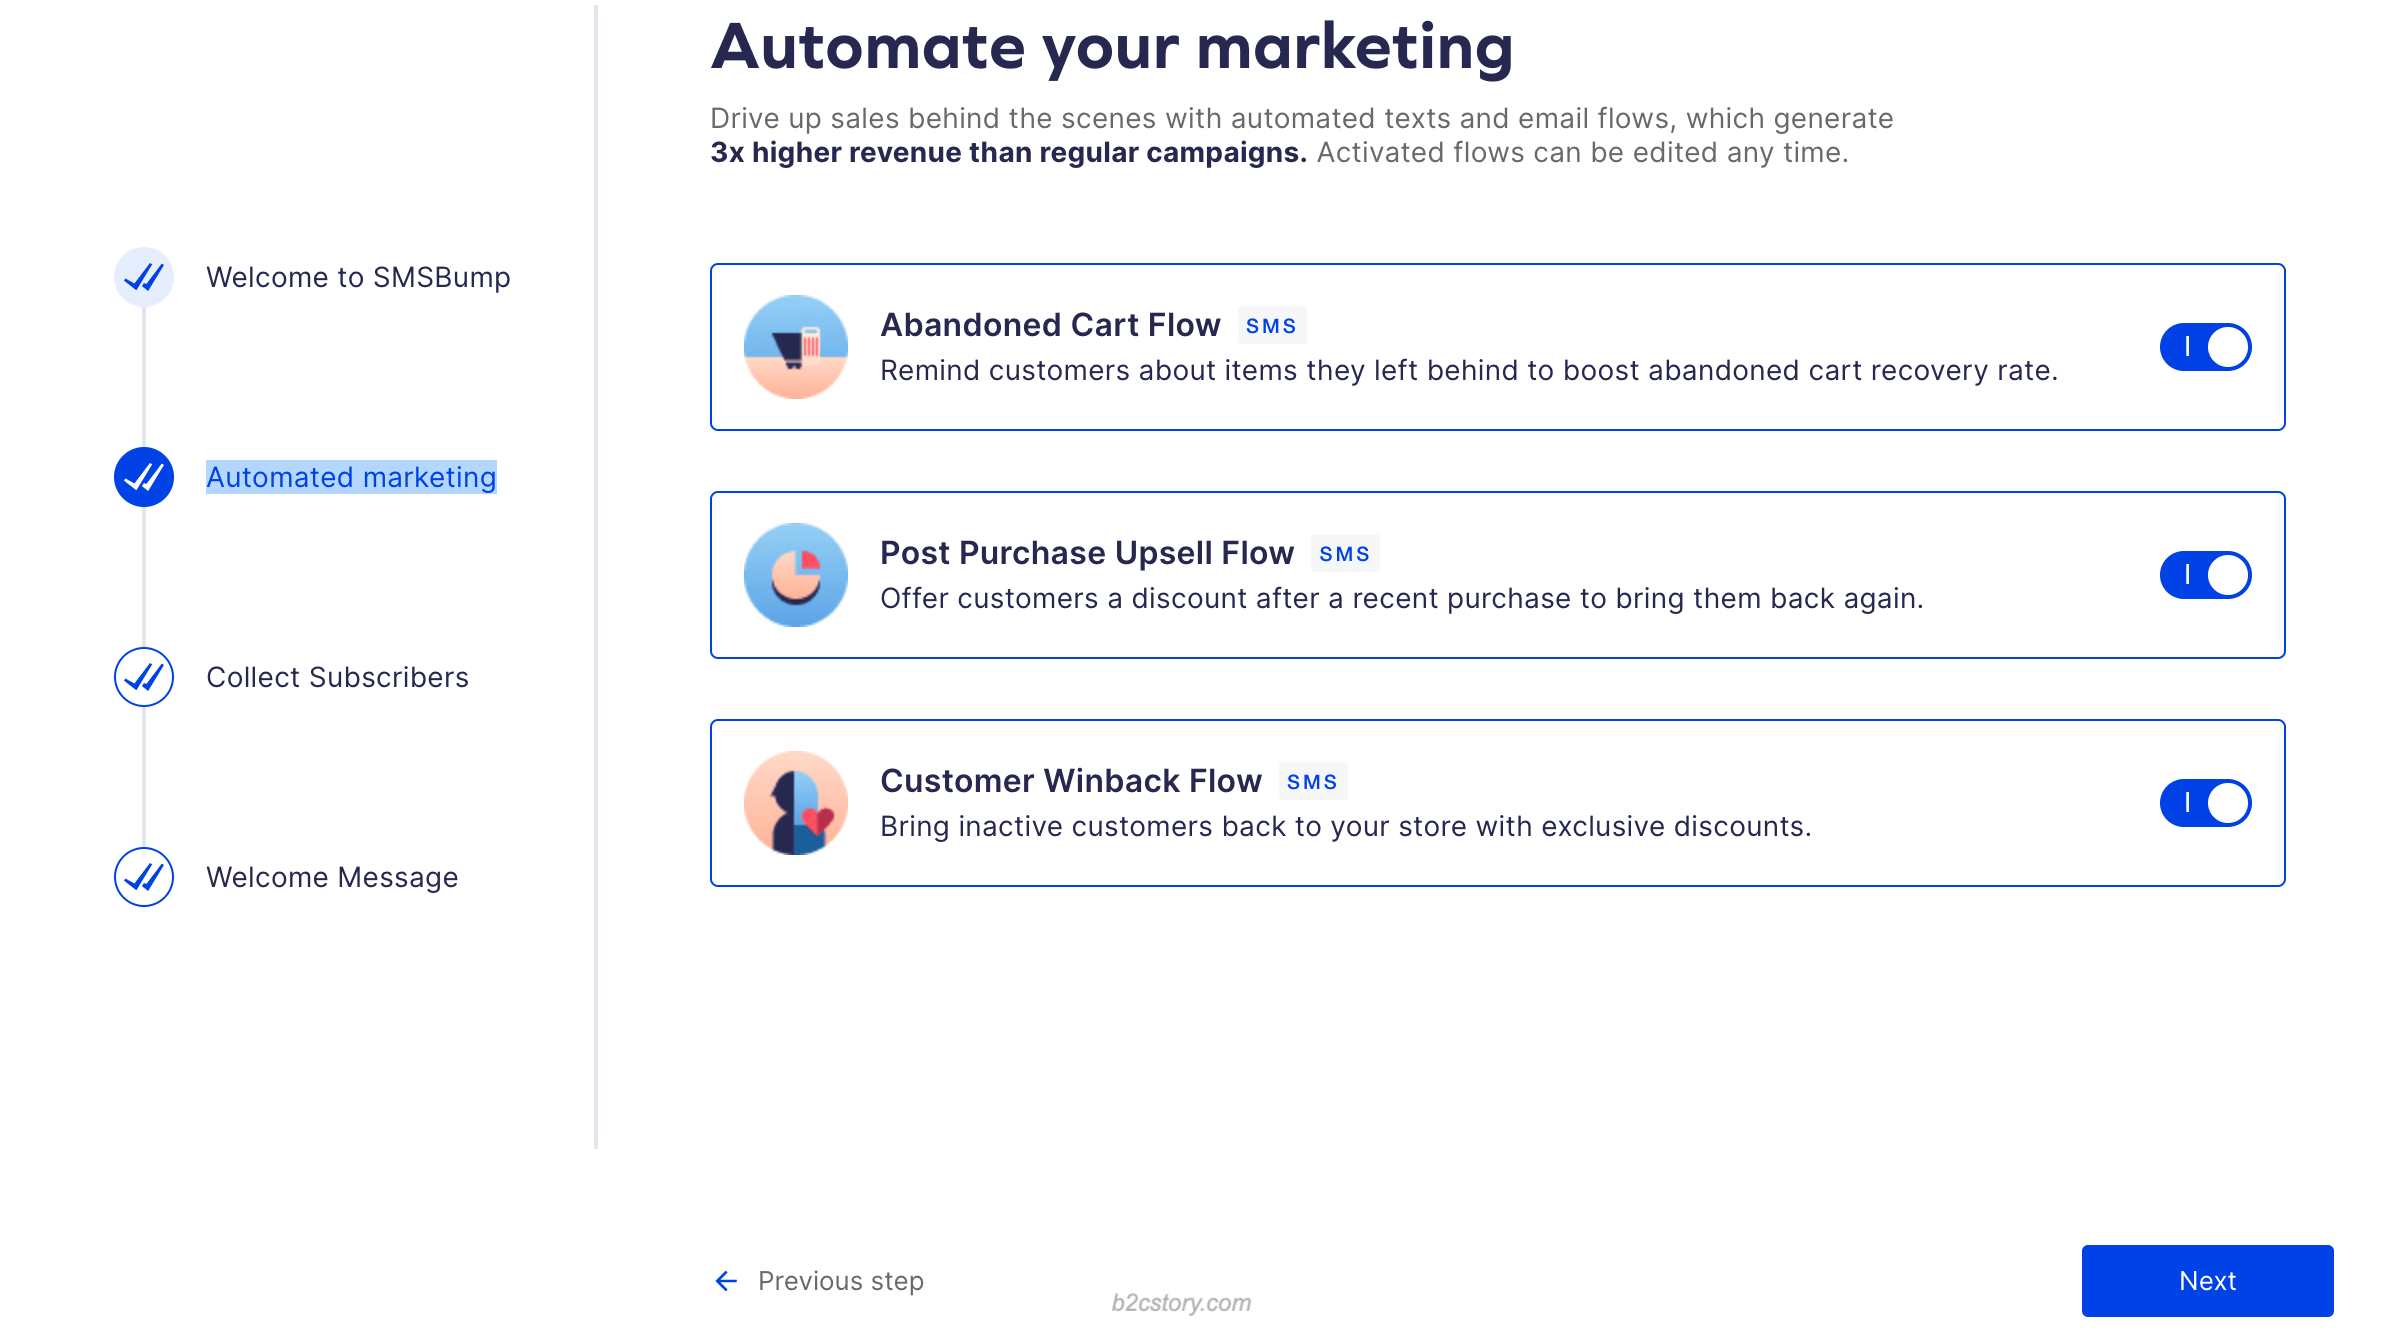 Automate your marketing
Drive up sales behind the scenes with automated texts and email flows, which generate
3x higher revenue than regular campaigns. Activated flows can be edited any time.
Welcome to SMSBump
Automated marketing
Collect Subscribers
Welcome Message
Abandoned Cart Flow SMS
Remind customers about items they left behind to boost abandoned cart recovery rate.
Post Purchase Upsell Flow SMS
Offer customers a discount after a recent purchase to bring them back again.
Customer Winback Flow SMS
Bring inactive customers back to your store with exclusive discounts.
Previous step
Next
b2cstory.com